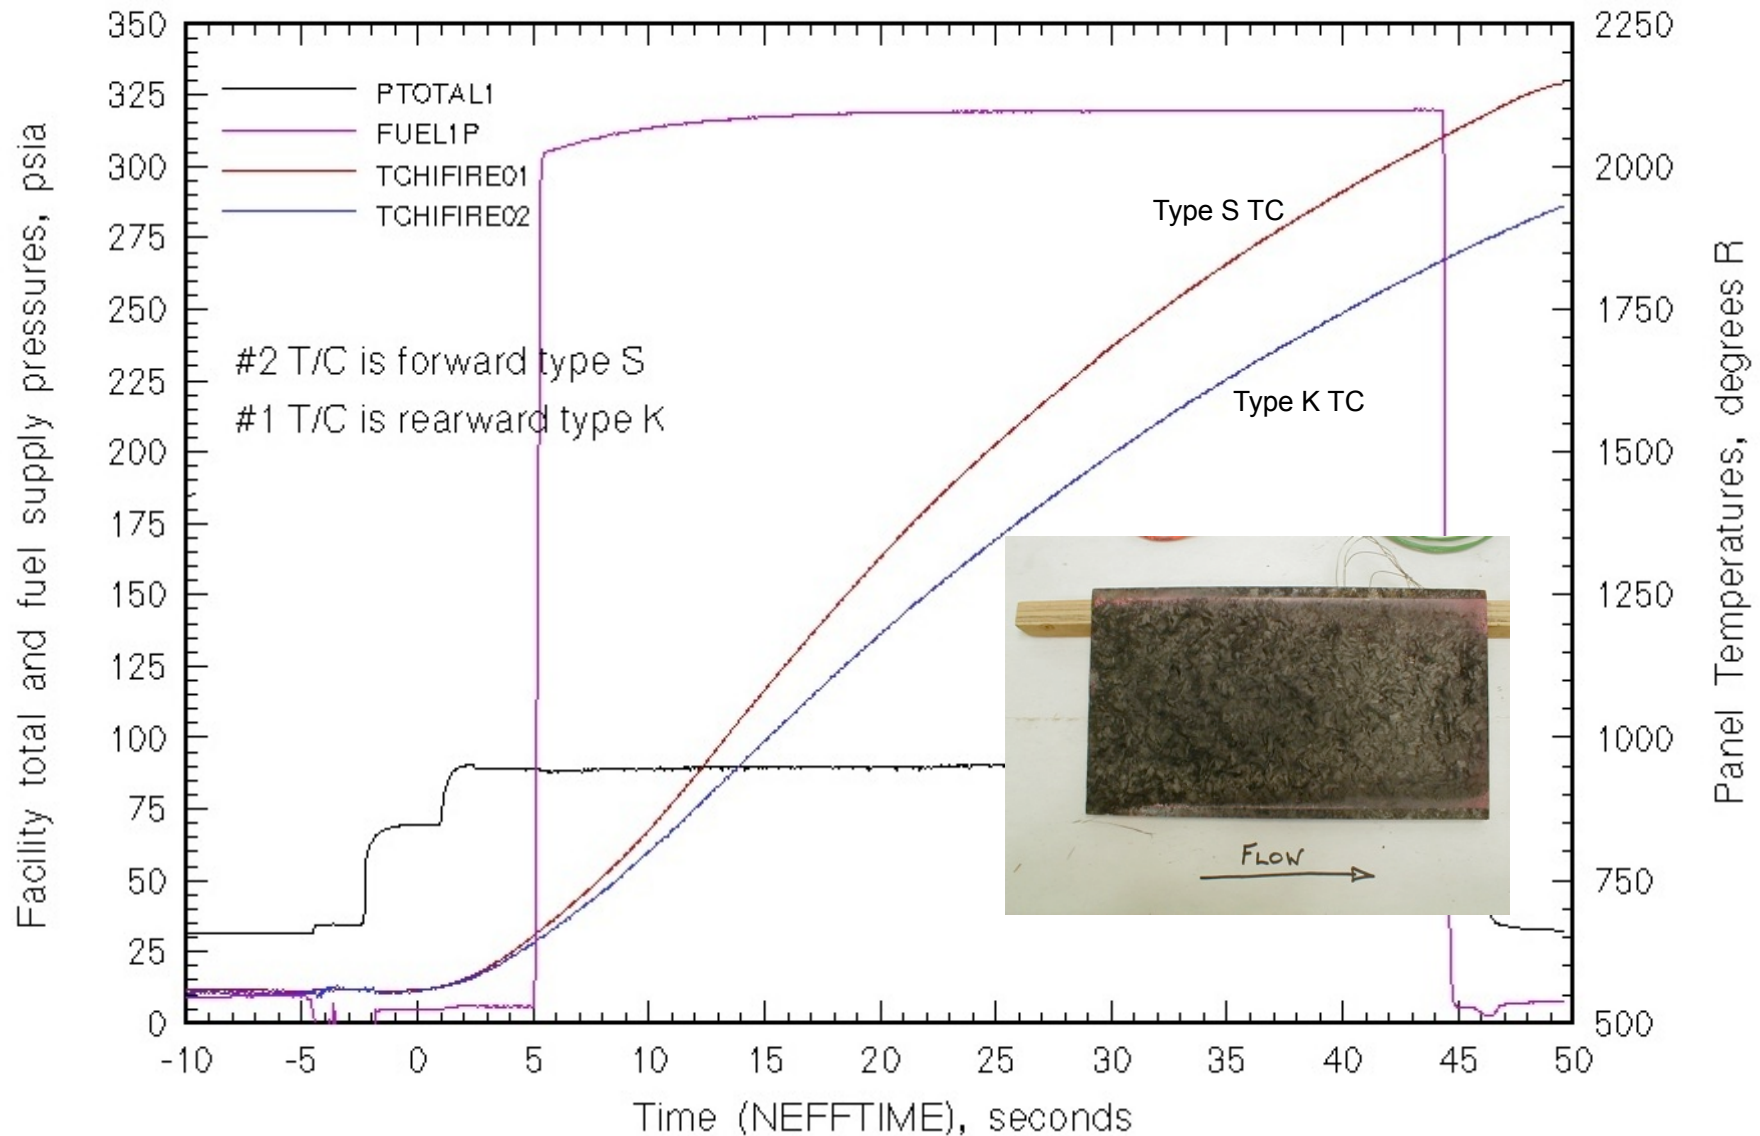 Facility total and fuel supply pressures, psia
350
325
300
275
250
225
200
175
150
125
100
75
50
25
0
PTOTAL1
FUEL1P
TCHIFIRE01
TCHIFIRE02
#2 T/C is forward type S
#1 T/C is rearward type K
Type S TC
Type K TC
FLOW
2250
2000
1750
1500
1250
1000
750
500
Panel Temperatures, degrees R
-10 -5 0 5 10 15 20 25 30 35 40 45 50
Time (NEFFTIME), seconds